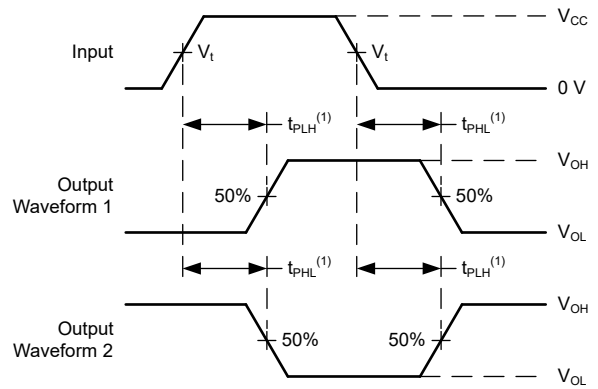 V_CC
Input
V_t
V_t
0 V
t_PLH^(1)
t_PHL^(1)
V_OH
Output
Waveform 1
50%
50%
V_OL
t_PHL^(1)
t_PLH^(1)
V_OH
Output
Waveform 2
50%
50%
V_OL